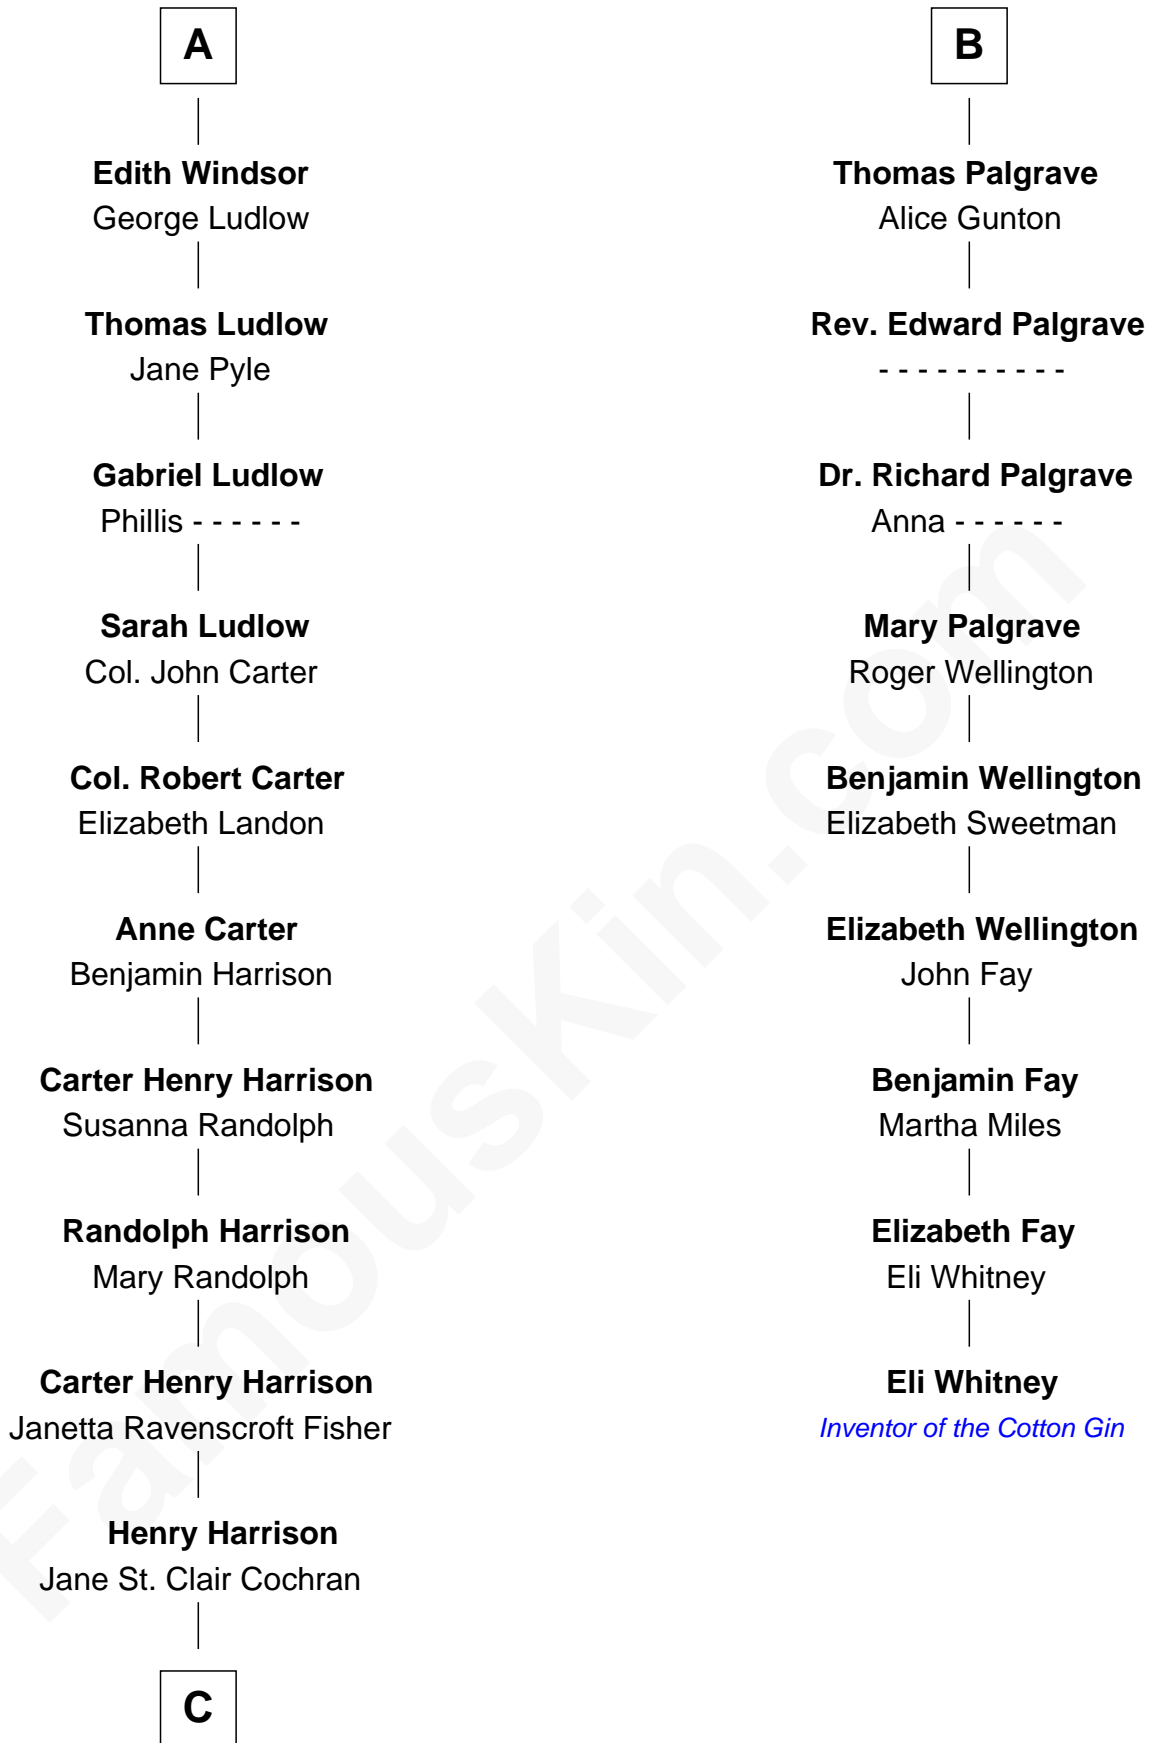 A
Edith Windsor
George Ludlow
Thomas Ludlow
Jane Pyle
Gabriel Ludlow
Phillis - - - - - -
Sarah Ludlow
Col. John Carter
Col. Robert Carter
Elizabeth Landon
Anne Carter
Benjamin Harrison
Carter Henry Harrison
Susanna Randolph
Randolph Harrison
Mary Randolph
Carter Henry Harrison
Janetta Ravenscroft Fisher
Henry Harrison
Jane St. Clair Cochran
C
B
Thomas Palgrave
Alice Gunton
Rev. Edward Palgrave
- - - - - - - - - -
Dr. Richard Palgrave
Anna - - - - - -
Mary Palgrave
Roger Wellington
Benjamin Wellington
Elizabeth Sweetman
Elizabeth Wellington
John Fay
Benjamin Fay
Martha Miles
Elizabeth Fay
Eli Whitney
Eli Whitney
Inventor of the Cotton Gin
FamousKin.com